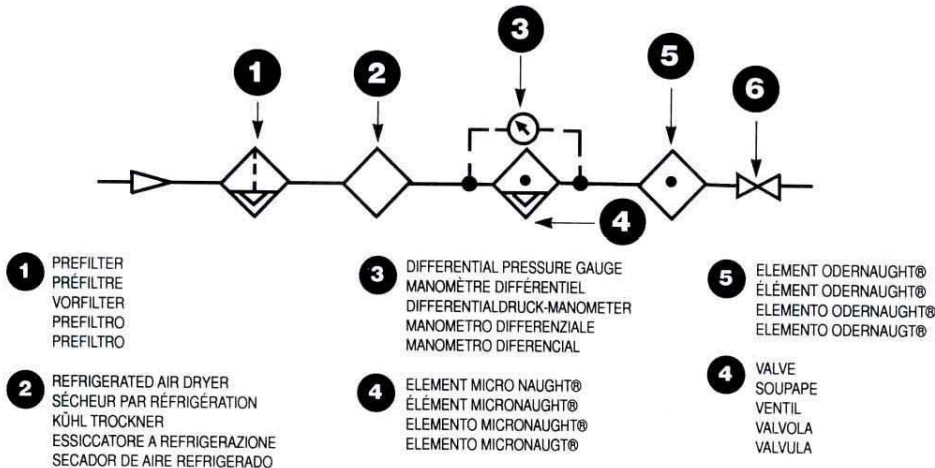 1
2
3
5
6
4
1
PREFILTER
PRÉFILTRE
VORFILTER
PREFILTRO
PREFILTRO
2
REFRIGERATED AIR DRYER
SÉCHEUR PAR RÉFRIGÉRATION
KÜHL TROCKNER
ESSICCATORE A REFRIGERAZIONE
SECADOR DE AIRE REFRIGERADO
3
DIFFERENTIAL PRESSURE GAUGE
MANOMÈTRE DIFFÉRENTIEL
DIFFERENTIALDRUCK-MANOMETER
MANOMETRO DIFFERENZIALE
MANOMETRO DIFERENCIAL
4
ELEMENT MICRO NAUGHT®
ÉLÉMENT MICRONAUGHT®
ELEMENTO MICRONAUGHT®
ELEMENTO MICRONAUGT®
5
ELEMENT ODERNAUGHT®
ÉLÉMENT ODERNAUGHT®
ELEMENTO ODERNAUGHT®
ELEMENTO ODERNAUGT®
4
VALVE
SOUPAPE
VENTIL
VALVOLA
VALVULA